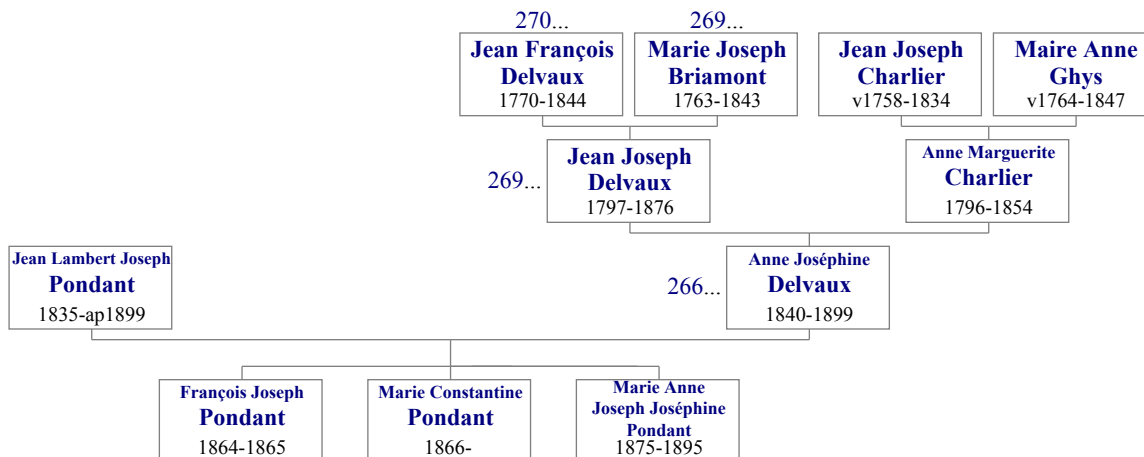 270...
269...
Jean François
Delvaux
1770-1844
Marie Joseph
Briamont
1763-1843
Jean Joseph
Charlier
v1758-1834
Maire Anne
Ghys
v1764-1847
269...
Jean Joseph
Delvaux
1797-1876
Anne Marguerite
Charlier
1796-1854
Jean Lambert Joseph
Pondant
1835-ap1899
266...
Anne Joséphine
Delvaux
1840-1899
François Joseph
Pondant
1864-1865
Marie Constantine
Pondant
1866-
Marie Anne
Joseph Joséphine
Pondant
1875-1895